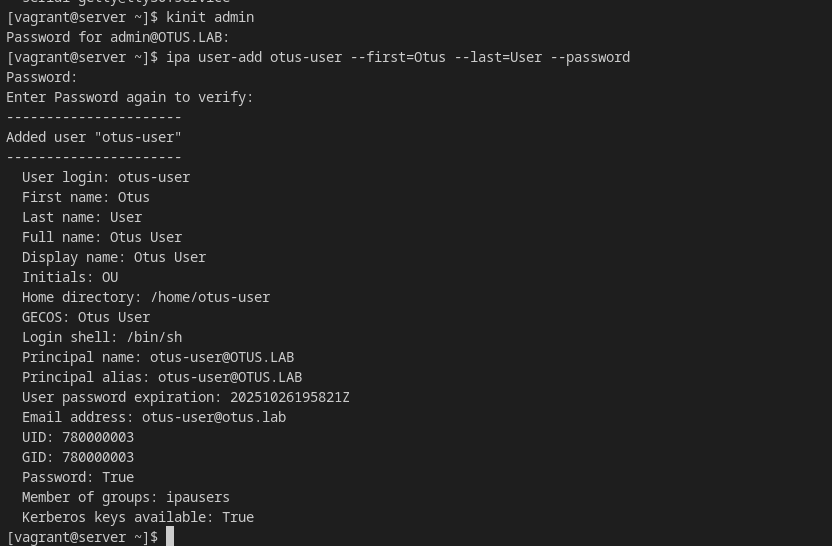 [vagrant@server ~]$ kinit admin
Password for admin@OTUS.LAB:
[vagrant@server ~]$ ipa user-add otus-user --first=Otus --last=User --password
Password:
Enter Password again to verify:
----------------------
Added user "otus-user"
----------------------
  User login: otus-user
  First name: Otus
  Last name: User
  Full name: Otus User
  Display name: Otus User
  Initials: OU
  Home directory: /home/otus-user
  GECOS: Otus User
  Login shell: /bin/sh
  Principal name: otus-user@OTUS.LAB
  Principal alias: otus-user@OTUS.LAB
  User password expiration: 20251026195821Z
  Email address: otus-user@otus.lab
  UID: 780000003
  GID: 780000003
  Password: True
  Member of groups: ipausers
  Kerberos keys available: True
[vagrant@server ~]$